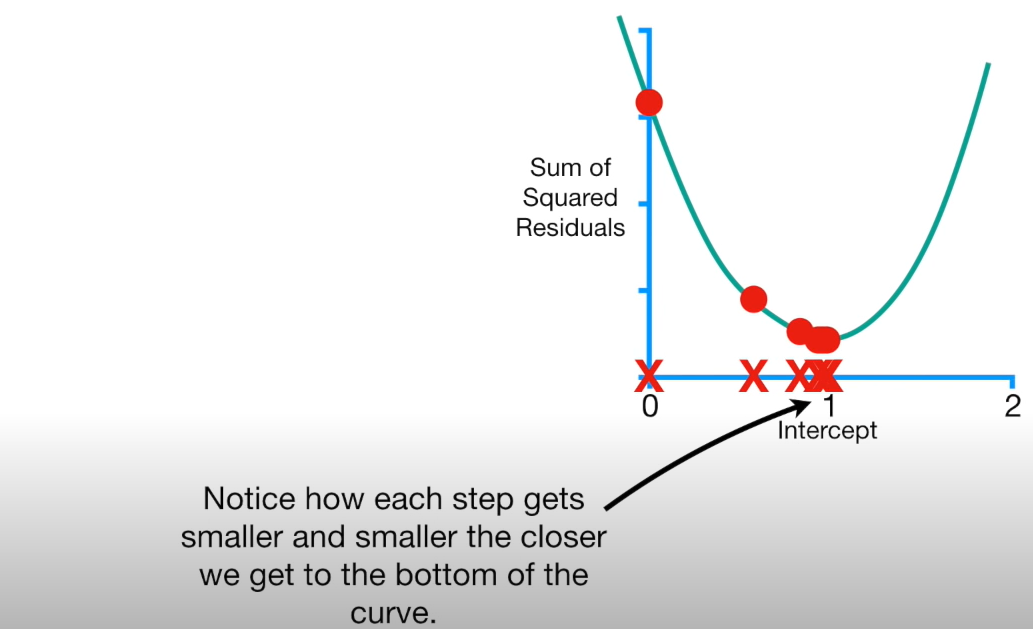 Sum of
Squared
Residuals
0
1
2
Intercept
Notice how each step gets
smaller and smaller the closer
we get to the bottom of the
curve.